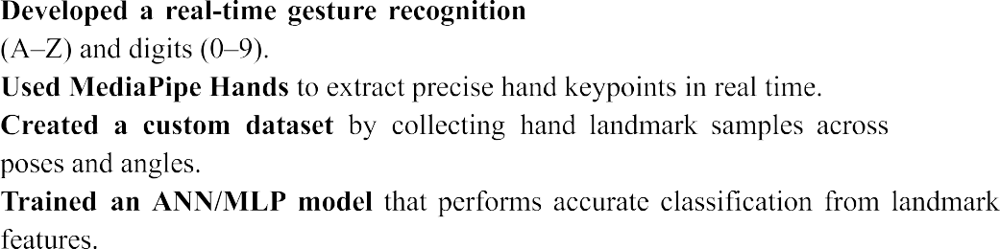 Developed a real-time gesture recognition
(A–Z) and digits (0–9).
Used MediaPipe Hands to extract precise hand keypoints in real time.
Created a custom dataset by collecting hand landmark samples across
poses and angles.
Trained an ANN/MLP model that performs accurate classification from landmark
features.